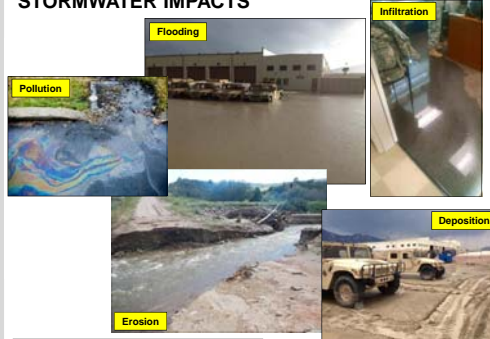 STORMWATER IMPACTS
Flooding
Infiltration
Pollution
Deposition
Erosion